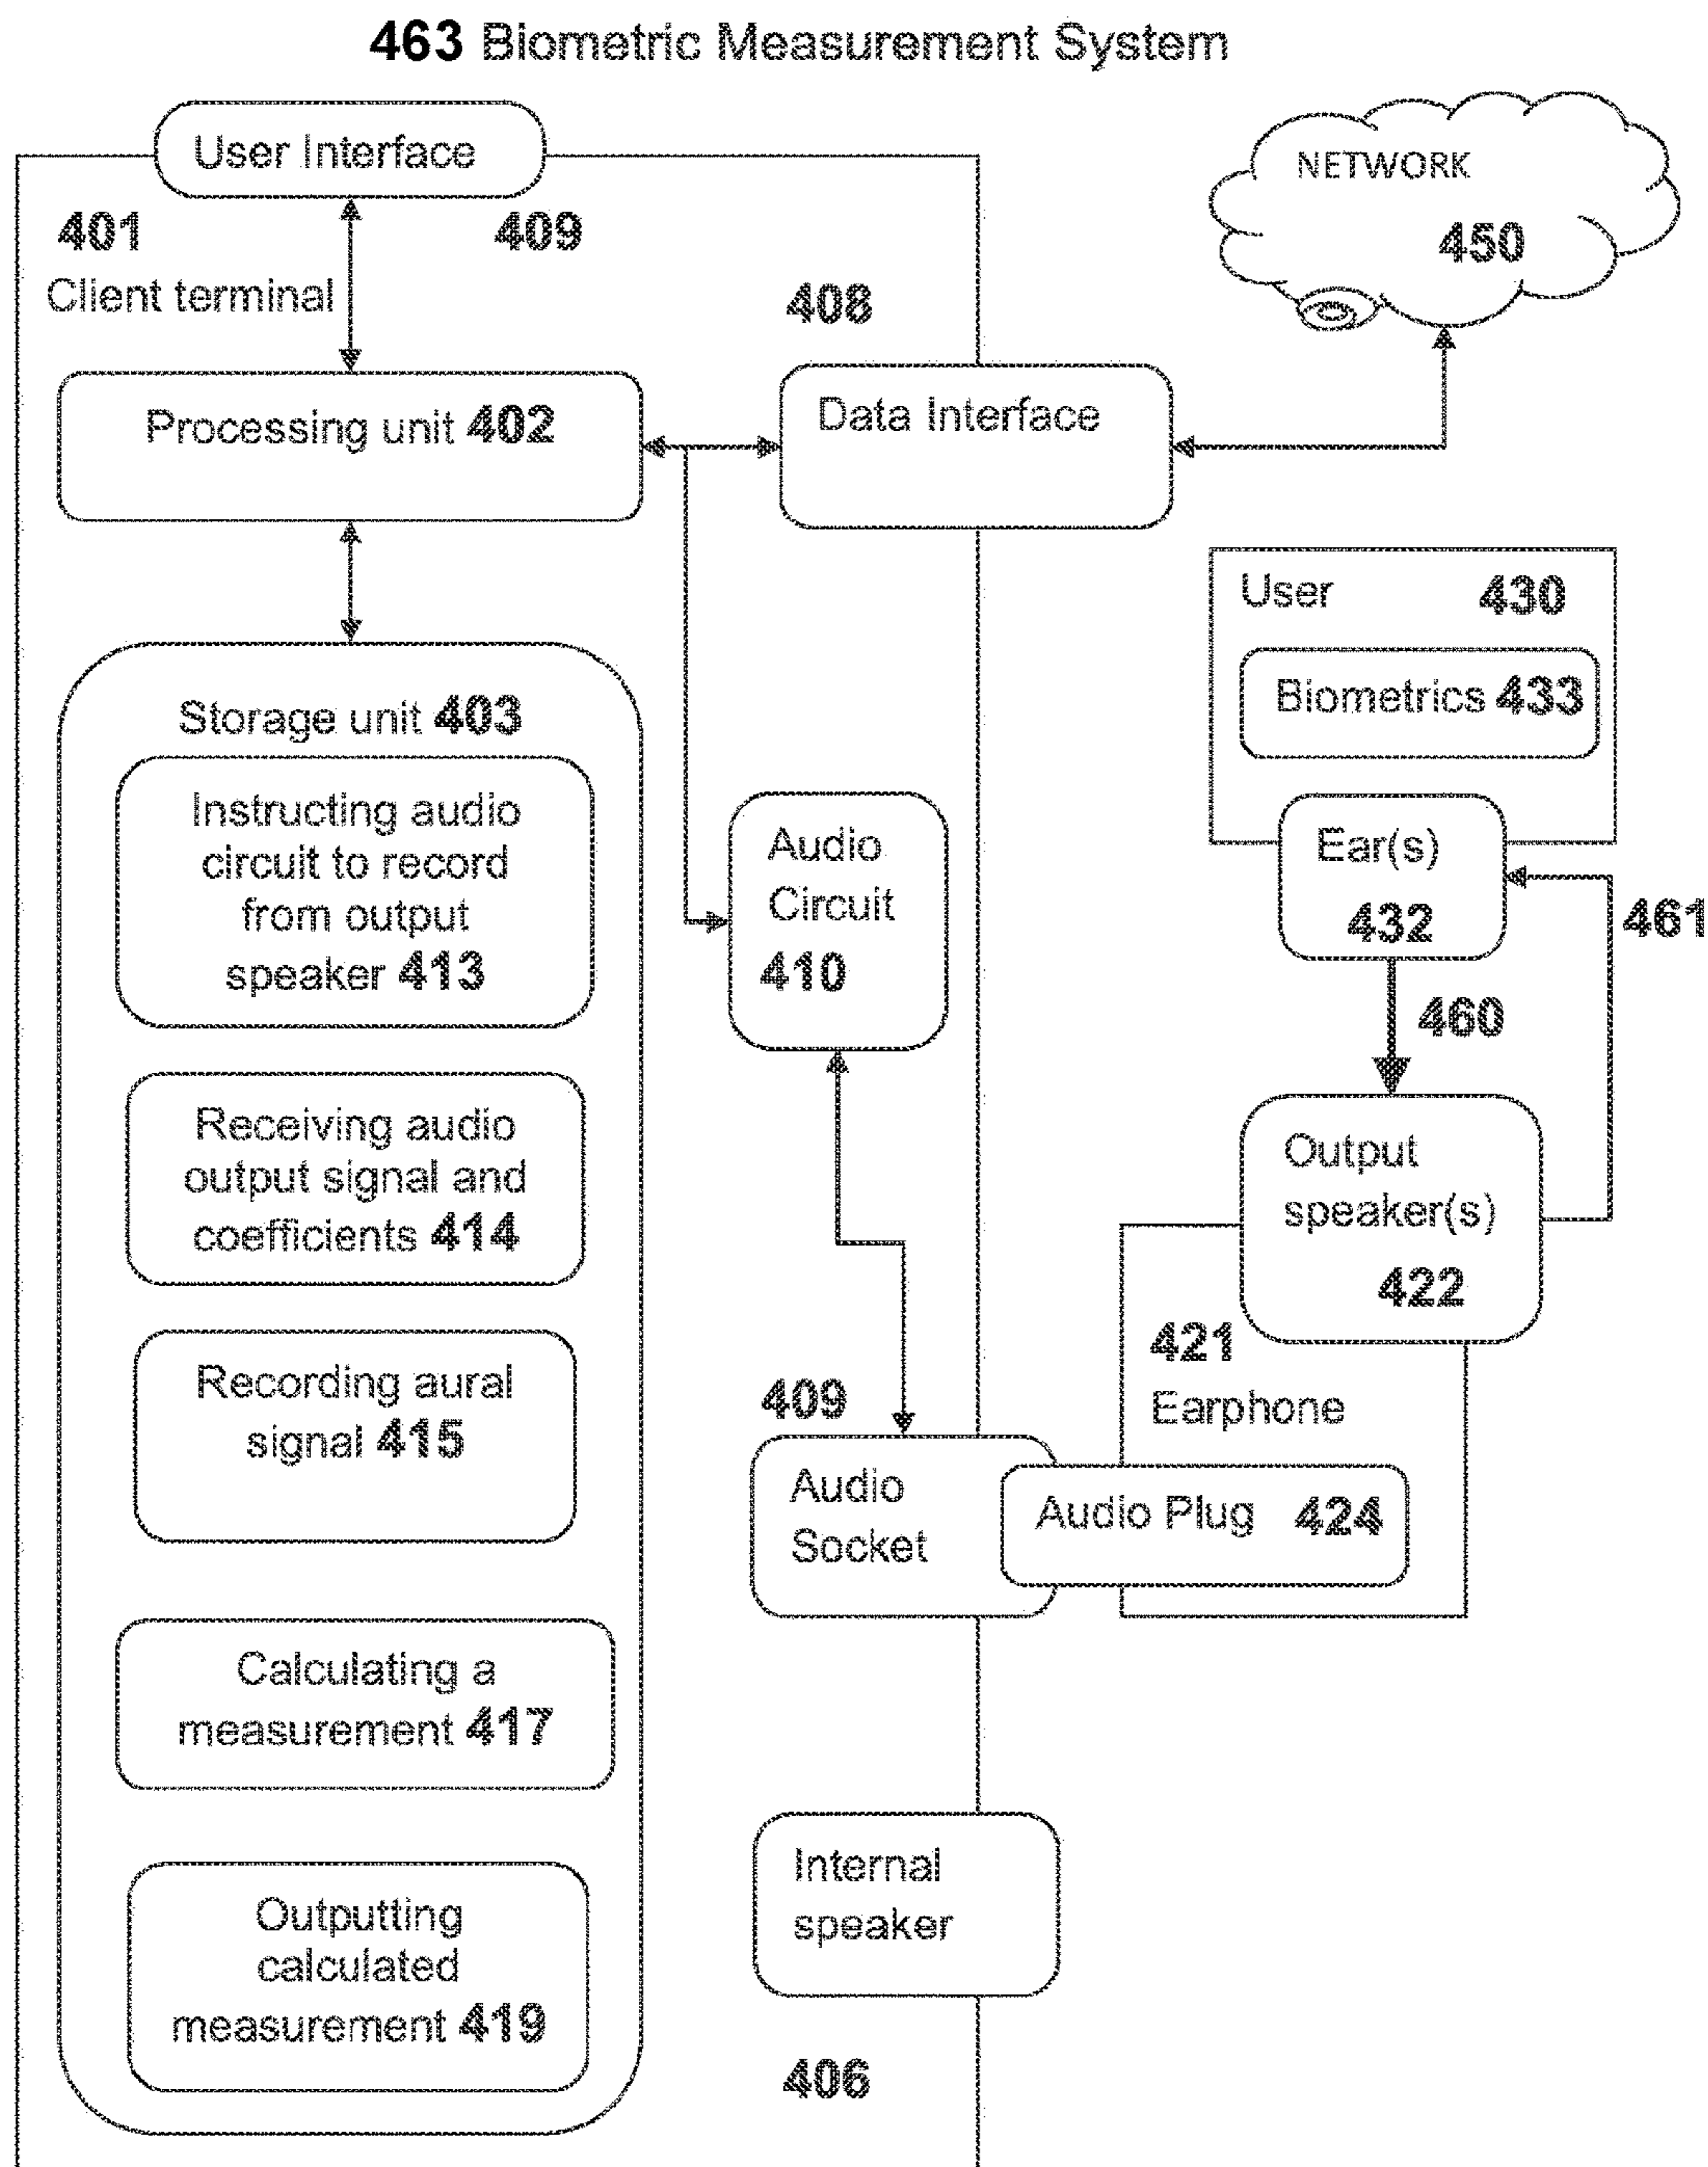 463 Biometric Measurement System
User Interface
NETWORK
401
409
450
Client terminal
408
Processing unit 402
Data Interface
User 430
Biometrics 433
Storage unit 403
Instructing audio
circuit to record
from output
speaker 413
Audio
Circuit
410
Ear(s)
432
461
460
Receiving audio
output signal and
coefficients 414
Output
speaker(s)
422
421
Earphone
Recording aural
signal 415
409
Audio
Socket
Audio Plug 424
Calculating a
measurement 417
Internal
speaker
Outputting
calculated
measurement 419
406